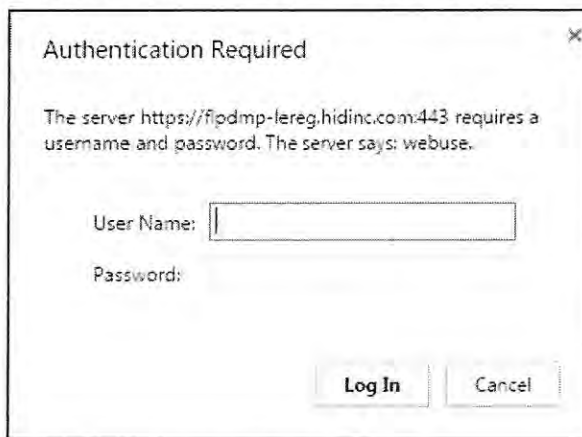 Authentication Required
The server https://flpdmp-lereg.hidinc.com:443 requires a
username and password. The server says: webuse.
User Name:
Password:
Log In
Cancel